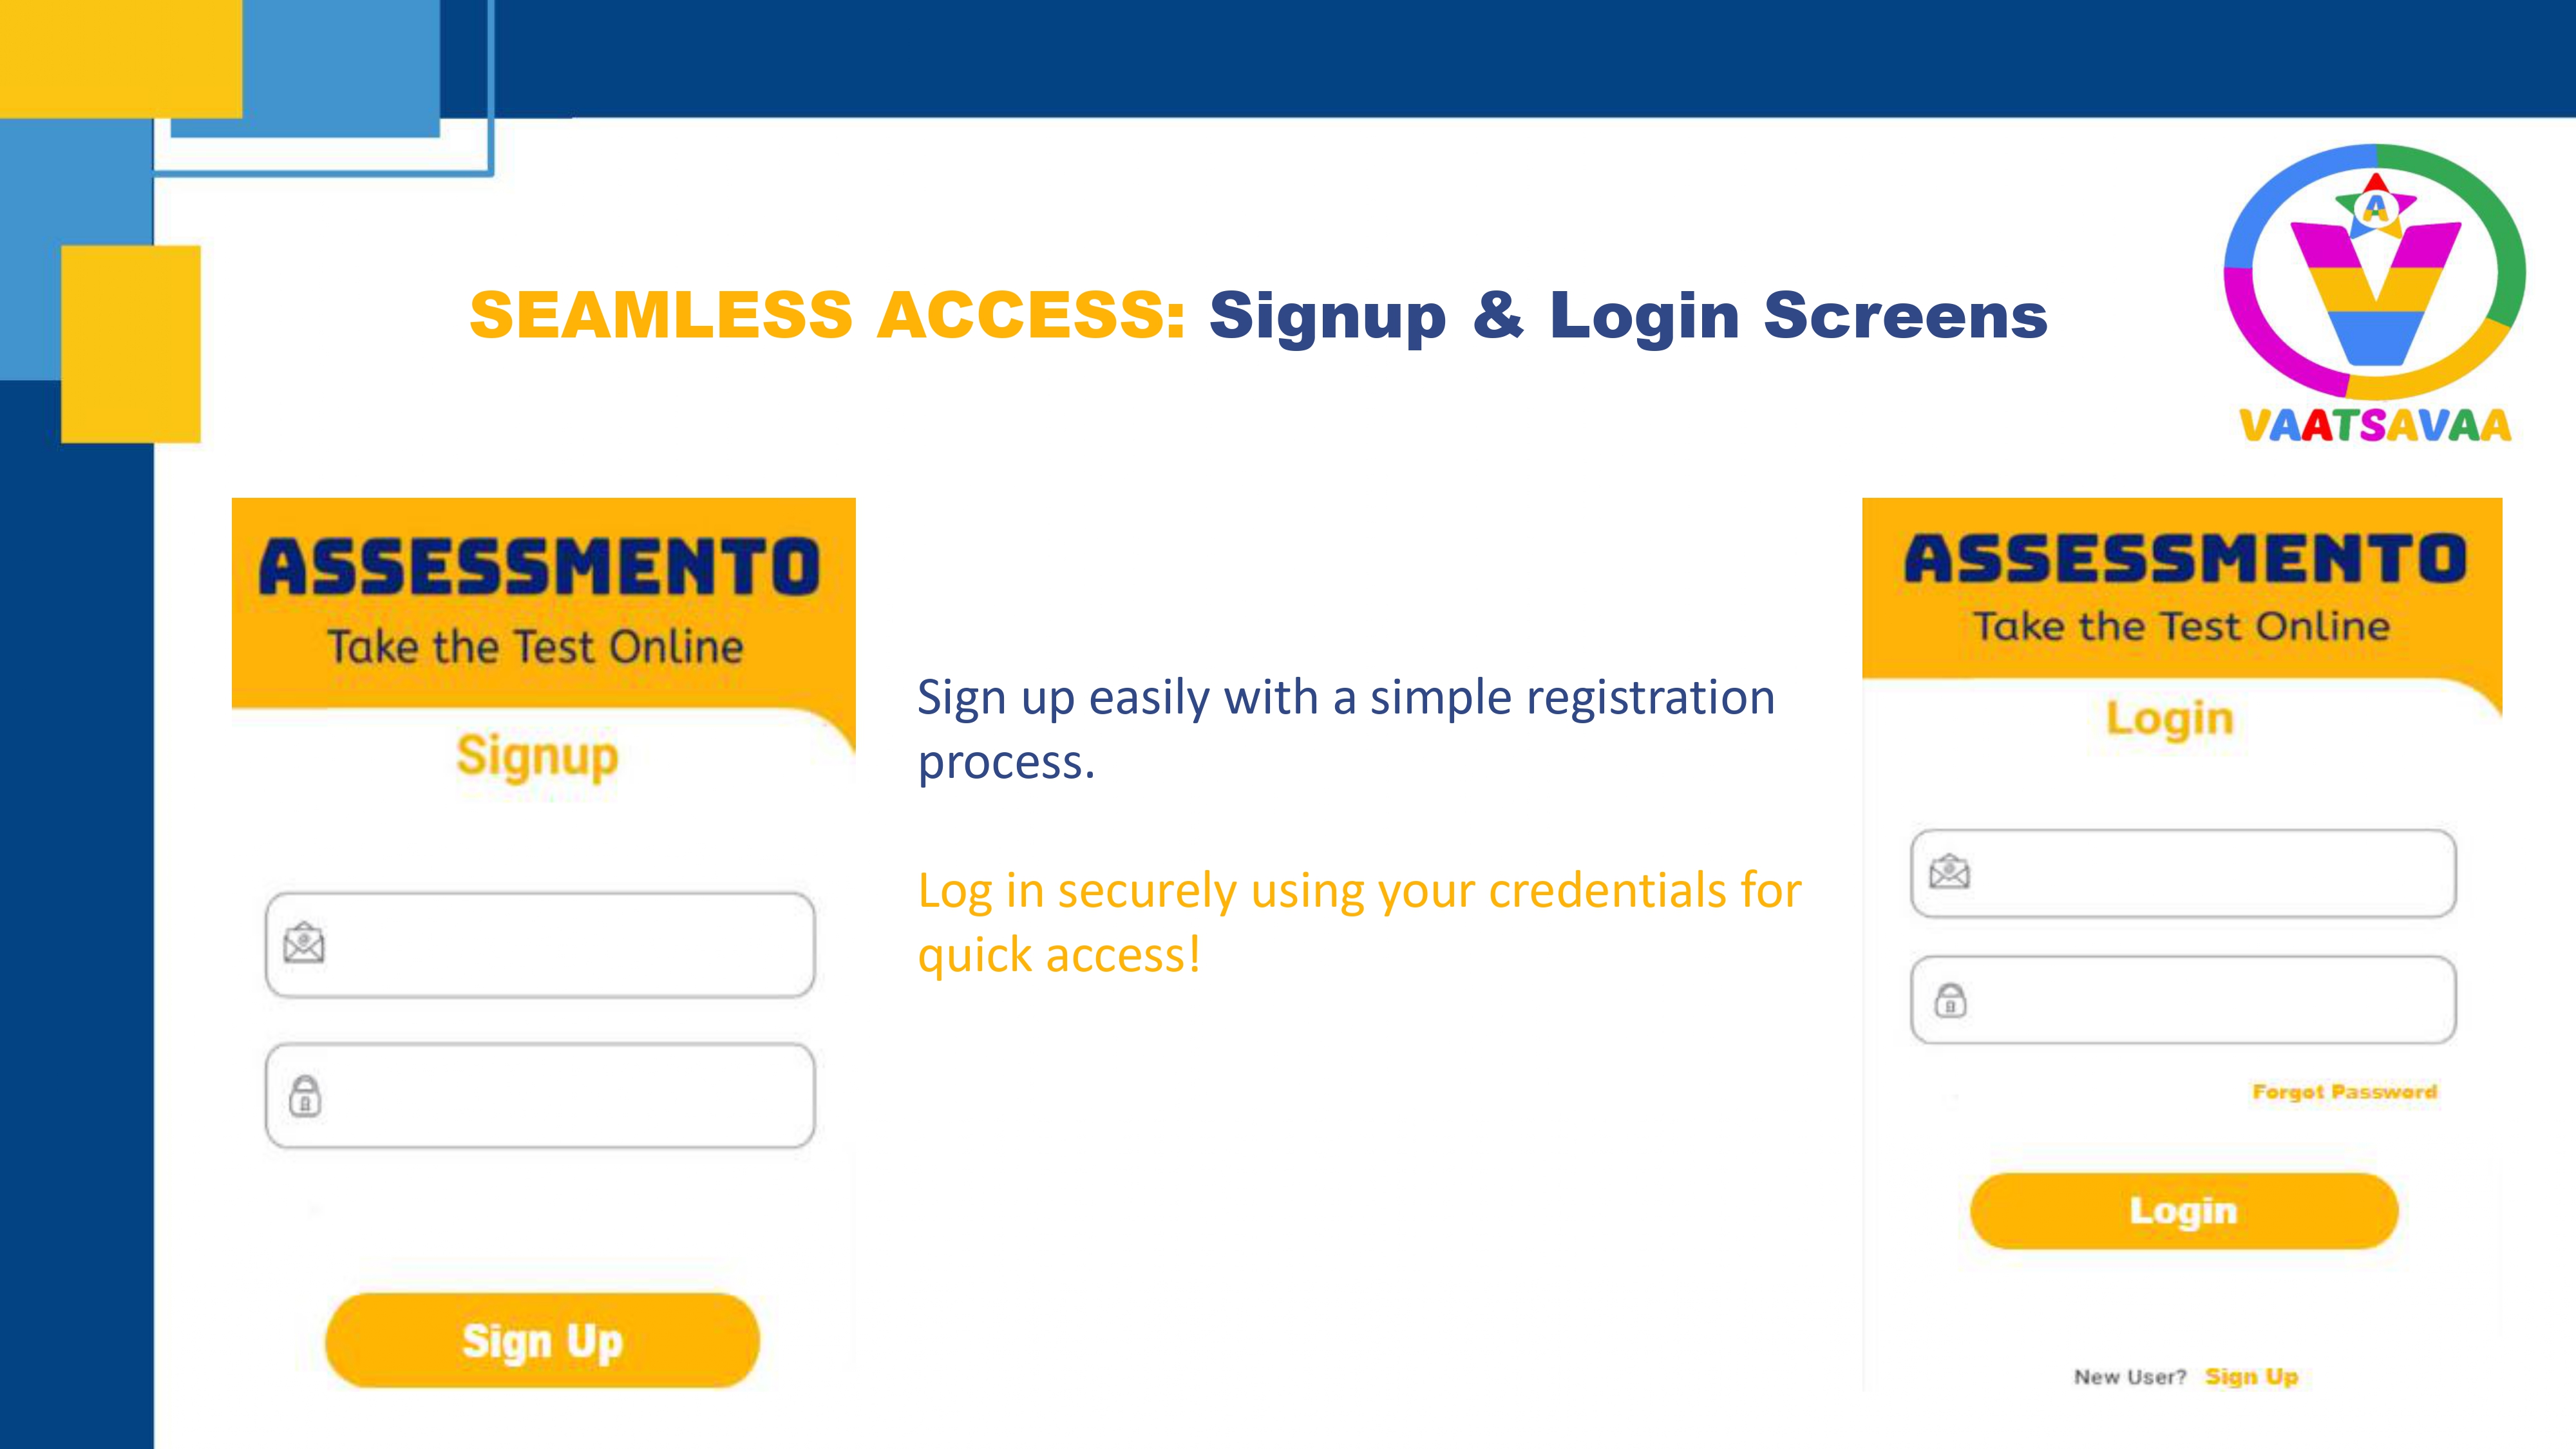 SEAMLESS ACCESS: Signup & Login Screens
A
VAATSAVAA
ASSESSMENTO
Take the Test Online
Signup
Sign Up
Sign up easily with a simple registration
process.
Log in securely using your credentials for
quick access!
ASSESSMENTO
Take the Test Online
Login
Forgot Password
Login
New User? Sign Up